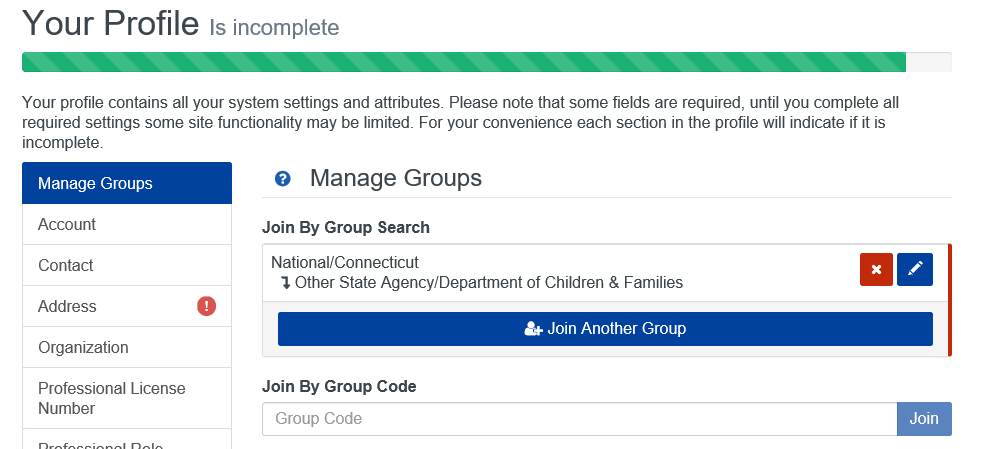 Your Profile Is incomplete
Your profile contains all your system settings and attributes. Please note that some fields are required, until you complete all
required settings some site functionality may be limited. For your convenience each section in the profile will indicate if it is
incomplete.
Manage Groups
Account
Contact
Address
Organization
Professional License
Number
Professional Role
Manage Groups
Join By Group Search
National/Connecticut
Other State Agency/Department of Children & Families
Join Another Group
Join By Group Code
Group Code
Join